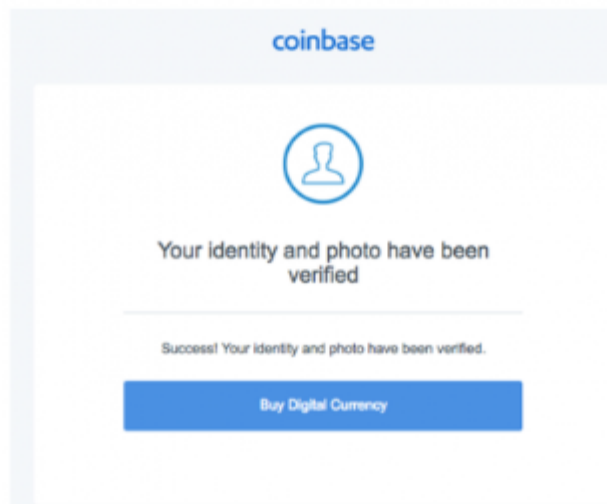 coinbase
Your identity and photo have been
verified
Success! Your identity and photo have been verified.
Buy Digital Currency